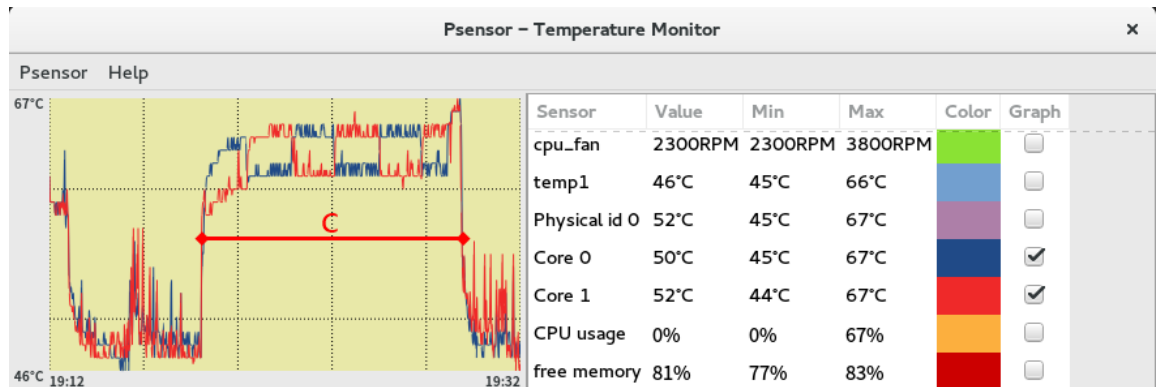 Psensor – Temperature Monitor ×
Psensor Help
67°C
C
46°C 19:12 19:32
Sensor Value Min Max Color Graph
cpu_fan 2300RPM 2300RPM 3800RPM
temp1 46°C 45°C 66°C
Physical id 0 52°C 45°C 67°C
Core 0 50°C 45°C 67°C
Core 1 52°C 44°C 67°C
CPU usage 0% 0% 67%
free memory 81% 77% 83%